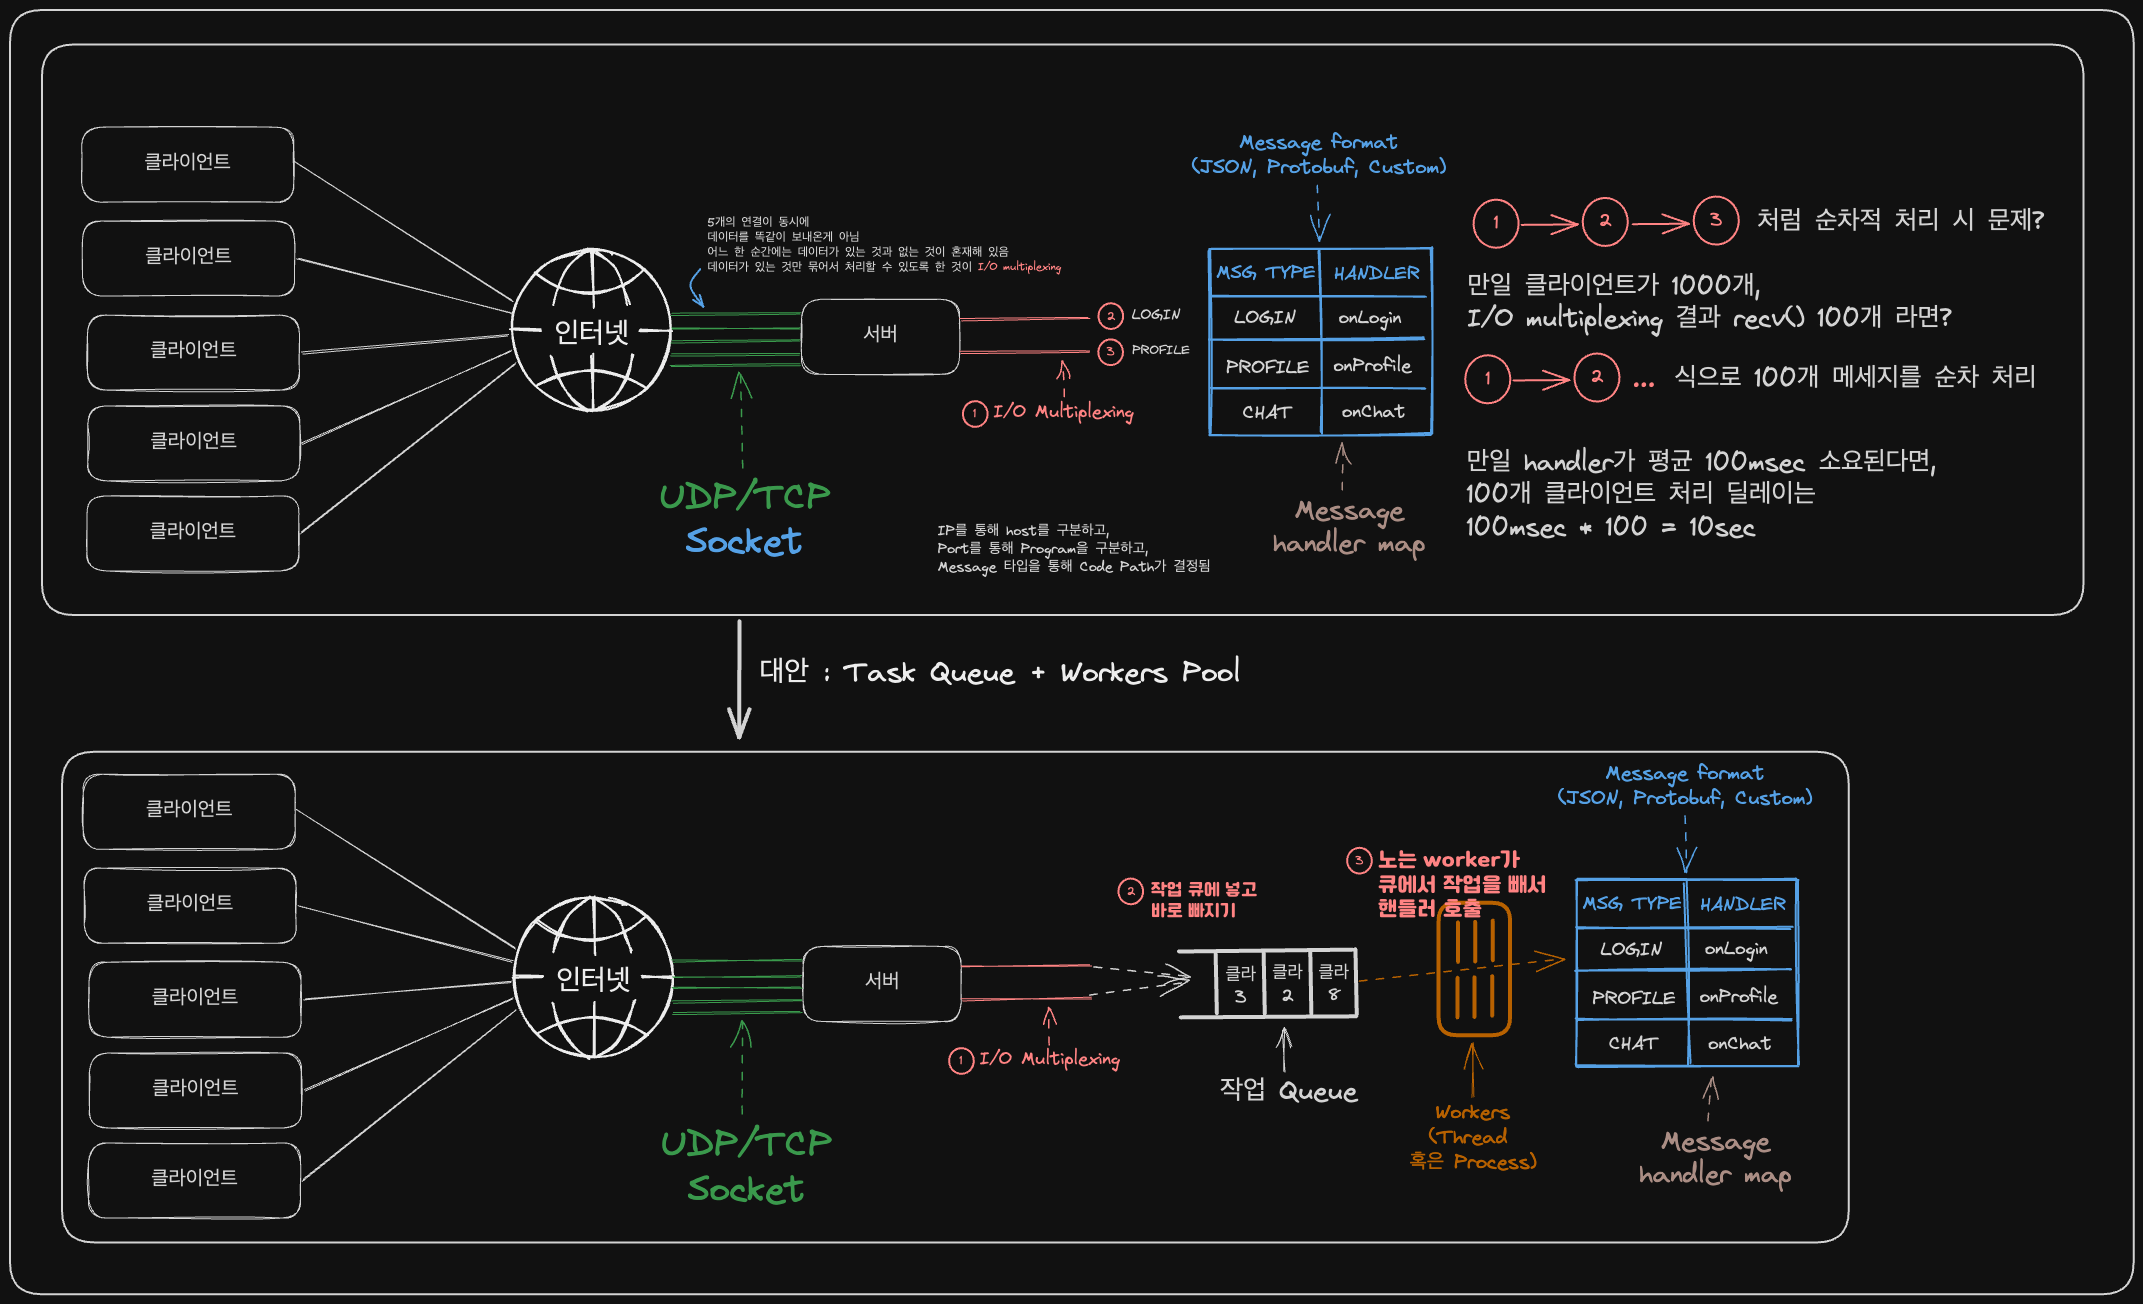 클라이언트
클라이언트
클라이언트
클라이언트
클라이언트
인터넷
5개의 연결이 동시에
데이터를 똑같이 보내온게 아님
어느 한 순간에는 데이터가 있는 것과 없는 것이 혼재해 있음
데이터가 있는 것만 묶어서 처리할 수 있도록 한 것이 I/O multiplexing
서버
UDP/TCP
Socket
2 LOGIN
3 PROFILE
1 I/O Multiplexing
IP를 통해 host를 구분하고,
Port를 통해 Program을 구분하고,
Message 타입을 통해 Code Path가 결정됨
Message format
(JSON, Protobuf, Custom)
MSG TYPE HANDLER
LOGIN onLogin
PROFILE onProfile
CHAT onChat
Message
handler map
1 2 3 처럼 순차적 처리 시 문제?
만일 클라이언트가 1000개,
I/O multiplexing 결과 recv() 100개 라면?
1 2 ... 식으로 100개 메세지를 순차 처리
만일 handler가 평균 100msec 소요된다면,
100개 클라이언트 처리 딜레이는
100msec * 100 = 10sec
대안 : Task Queue + Workers Pool
클라이언트
클라이언트
클라이언트
클라이언트
클라이언트
인터넷
서버
UDP/TCP
Socket
1 I/O Multiplexing
2 작업 큐에 넣고
바로 빠지기
클라 3
클라 2
클라 8
작업 Queue
3 노는 worker가
큐에서 작업을 빼서
핸들러 호출
Workers
(Thread
혹은 Process)
Message format
(JSON, Protobuf, Custom)
MSG TYPE HANDLER
LOGIN onLogin
PROFILE onProfile
CHAT onChat
Message
handler map